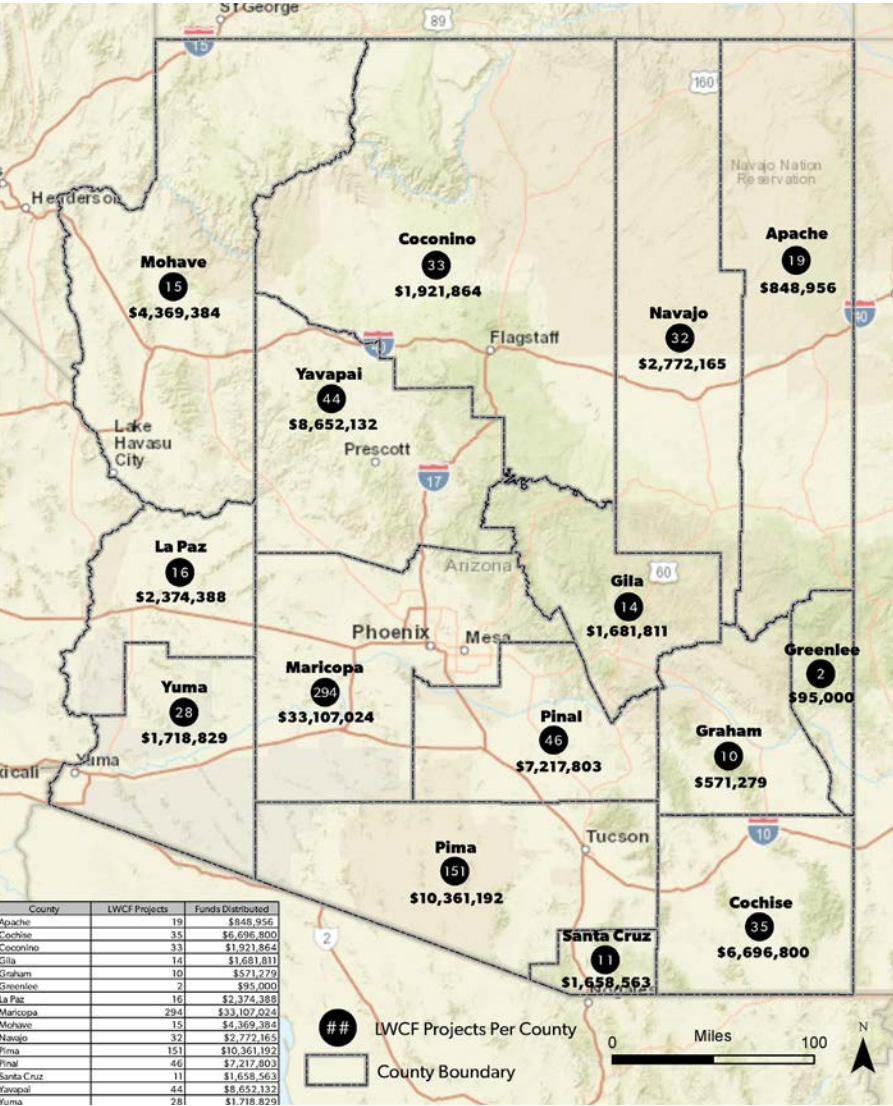 St George
89
15
160
Navajo Nation
Reservation
Henderson
Coconino
33
$1,921,864
Apache
19
$848,956
Mohave
15
$4,369,384
Navajo
32
$2,772,165
40
40
Flagstaff
Yavapai
44
$8,652,132
Lake
Havasu
City
Prescott
17
La Paz
16
$2,374,388
Arizona
60
Gila
14
$1,681,811
Phoenix
Mesa
Greenlee
2
$95,000
Maricopa
294
$33,107,024
Yuma
28
$1,718,829
Pinal
46
$7,217,803
Graham
10
$571,279
xicali
Yuma
10
Tucson
Pima
151
$10,361,192
Cochise
35
$6,696,800
Santa Cruz
11
$1,658,563
Nogales
2
County LWCF Projects Funds Distributed
Apache 19 $848,956
Cochise 35 $6,696,800
Coconino 33 $1,921,864
Gila 14 $1,681,811
Graham 10 $571,279
Greenlee 2 $95,000
La Paz 16 $2,374,388
Maricopa 294 $33,107,024
Mohave 15 $4,369,384
Navajo 32 $2,772,165
Pima 151 $10,361,192
Pinal 46 $7,217,803
Santa Cruz 11 $1,658,563
Yavapai 44 $8,652,132
Yuma 28 $1,718,829
## LWCF Projects Per County
County Boundary
Miles
0 100
N